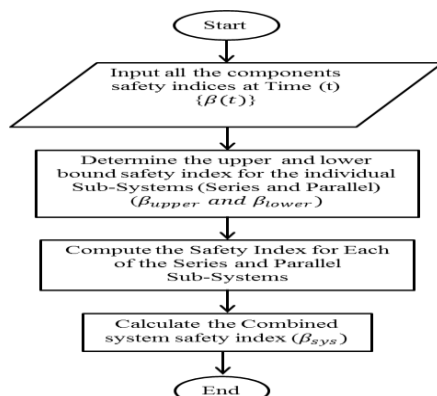 Start
Input all the components
safety indices at Time (t)
{β(t)}
Determine the upper and lower
bound safety index for the individual
Sub-Systems (Series and Parallel)
(βupper and βlower)
Compute the Safety Index for Each
of the Series and Parallel
Sub-Systems
Calculate the Combined
system safety index (βsys)
End